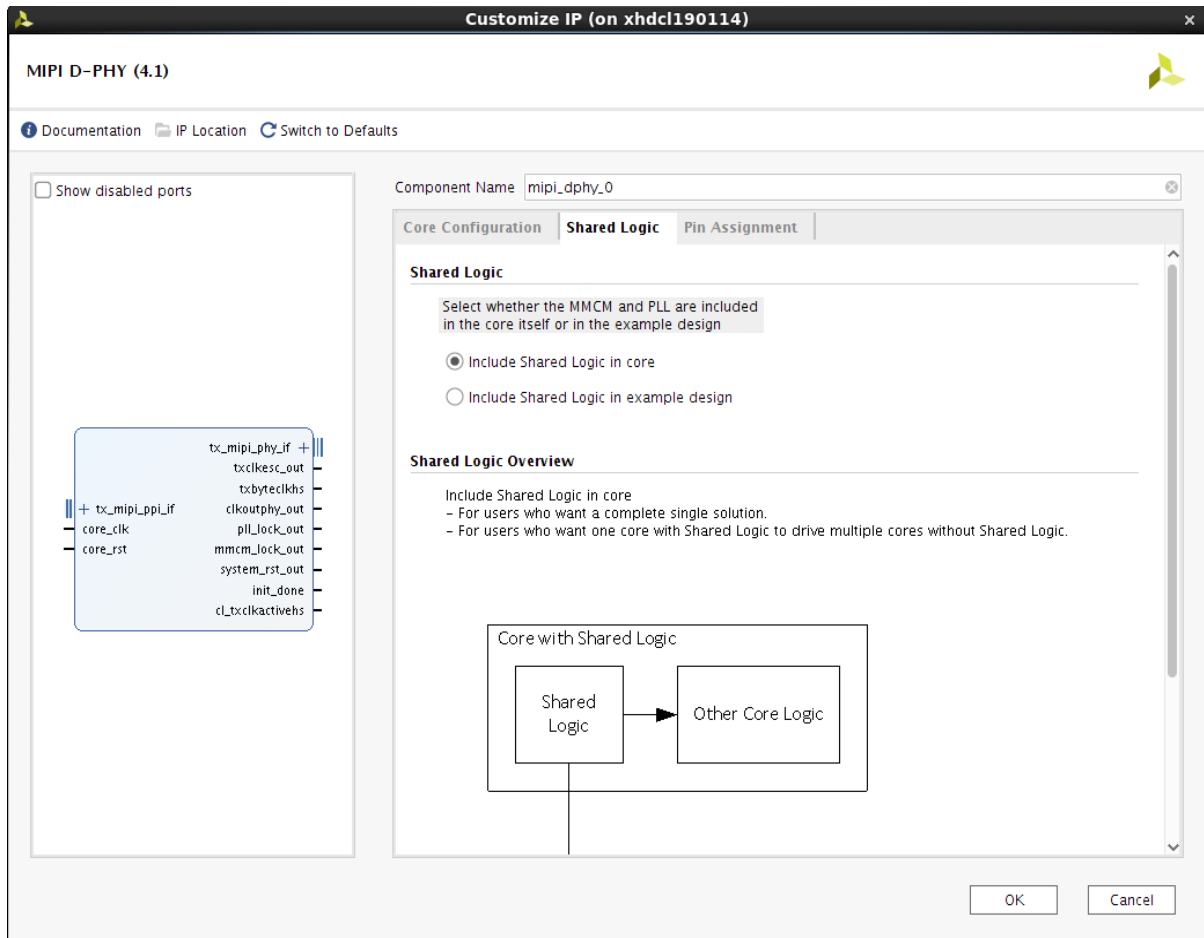 Customize IP (on xhdcl190114)
MIPI D-PHY (4.1)
Documentation IP Location Switch to Defaults
Show disabled ports
tx_mipi_phy_if
txclkesc_out
txbyteclkhs
tx_mipi_ppi_if clkoutphy_out
core_clk pll_lock_out
core_rst mmcm_lock_out
system_rst_out
init_done
cl_txclkactivehs
Component Name mipi_dphy_0
Core Configuration Shared Logic Pin Assignment
Shared Logic
Select whether the MMCM and PLL are included
in the core itself or in the example design
Include Shared Logic in core
Include Shared Logic in example design
Shared Logic Overview
Include Shared Logic in core
- For users who want a complete single solution.
- For users who want one core with Shared Logic to drive multiple cores without Shared Logic.
Core with Shared Logic
Shared
Logic
Other Core Logic
OK Cancel